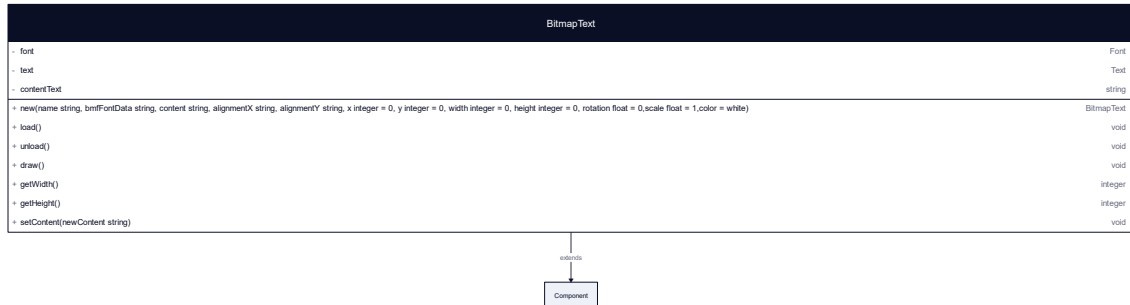 BitmapText
- font Font
- text Text
- contentText string
+ new(name string, bmfFontData string, content string, alignmentX string, alignmentY string, x integer = 0, y integer = 0, width integer = 0, height integer = 0, rotation float = 0,scale float = 1,color = white) BitmapText
+ load() void
+ unload() void
+ draw() void
+ getWidth() integer
+ getHeight() integer
+ setContent(newContent string) void
extends
Component